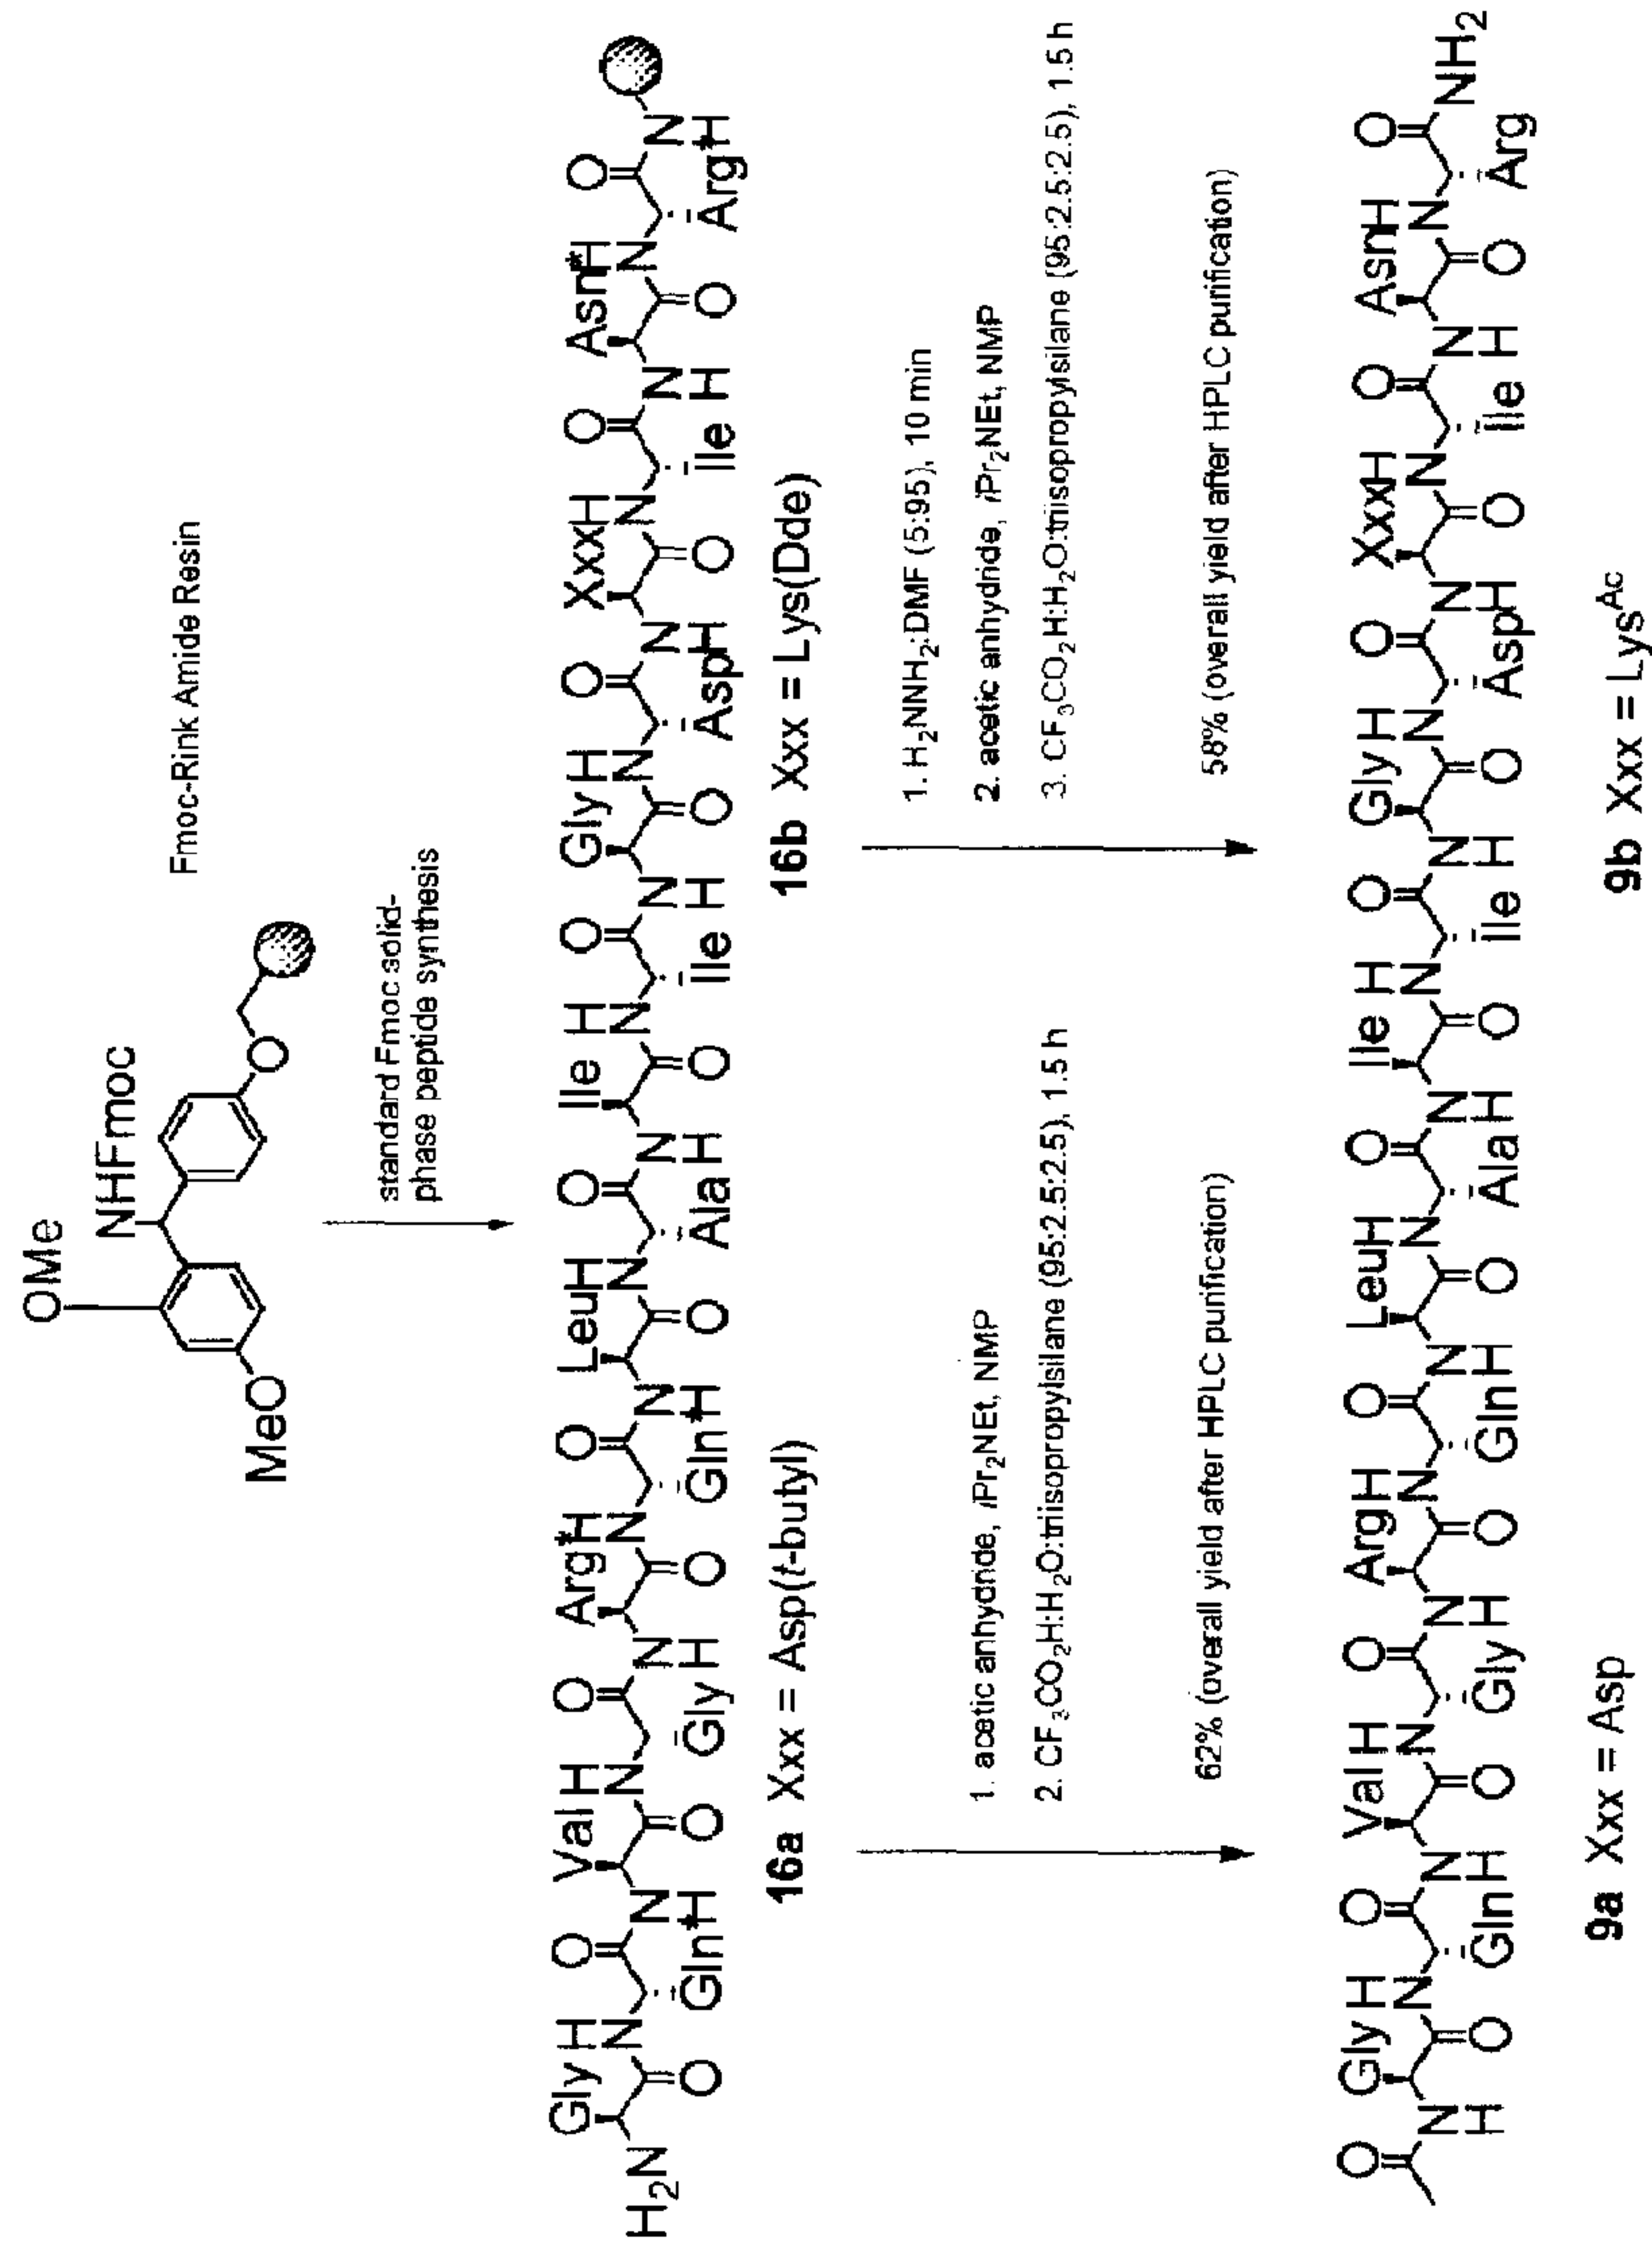 OMe
NHFmoc
MeO
O
Fmoc-Rink Amide Resin
standard Fmoc solid-
phase peptide synthesis
H₂N Gly H N O Gln* N H O Val H N O Gly N H O Arg* H N O Gln* N H O Leu H N O Ala N H O Ile H N O Ile N H O Gly H N O Asp N H O Xxx H N O Ile N H O Asn* H N O Arg* N H O
16a Xxx = Asp(t-butyl)
16b Xxx = Lys(Dde)
1. acetic anhydride, iPr₂NEt, NMP
2. CF₃CO₂H:H₂O:triisopropylsilane (95:2.5:2.5), 1.5 h
62% (overall yield after HPLC purification)
1. H₂NNH₂:DMF (5:95), 10 min
2. acetic anhydride, iPr₂NEt, NMP
3. CF₃CO₂H:H₂O:triisopropylsilane (95:2.5:2.5), 1.5 h
58% (overall yield after HPLC purification)
O N H Gly H N O Gln N H O Val H N O Gly N H O Arg H N O Gln N H O Leu H N O Ala N H O Ile H N O Ile N H O Gly H N O Asp N H O Xxx H N O Ile N H O Asn H N O Arg O NH₂
9a Xxx = Asp
9b Xxx = Lys^Ac